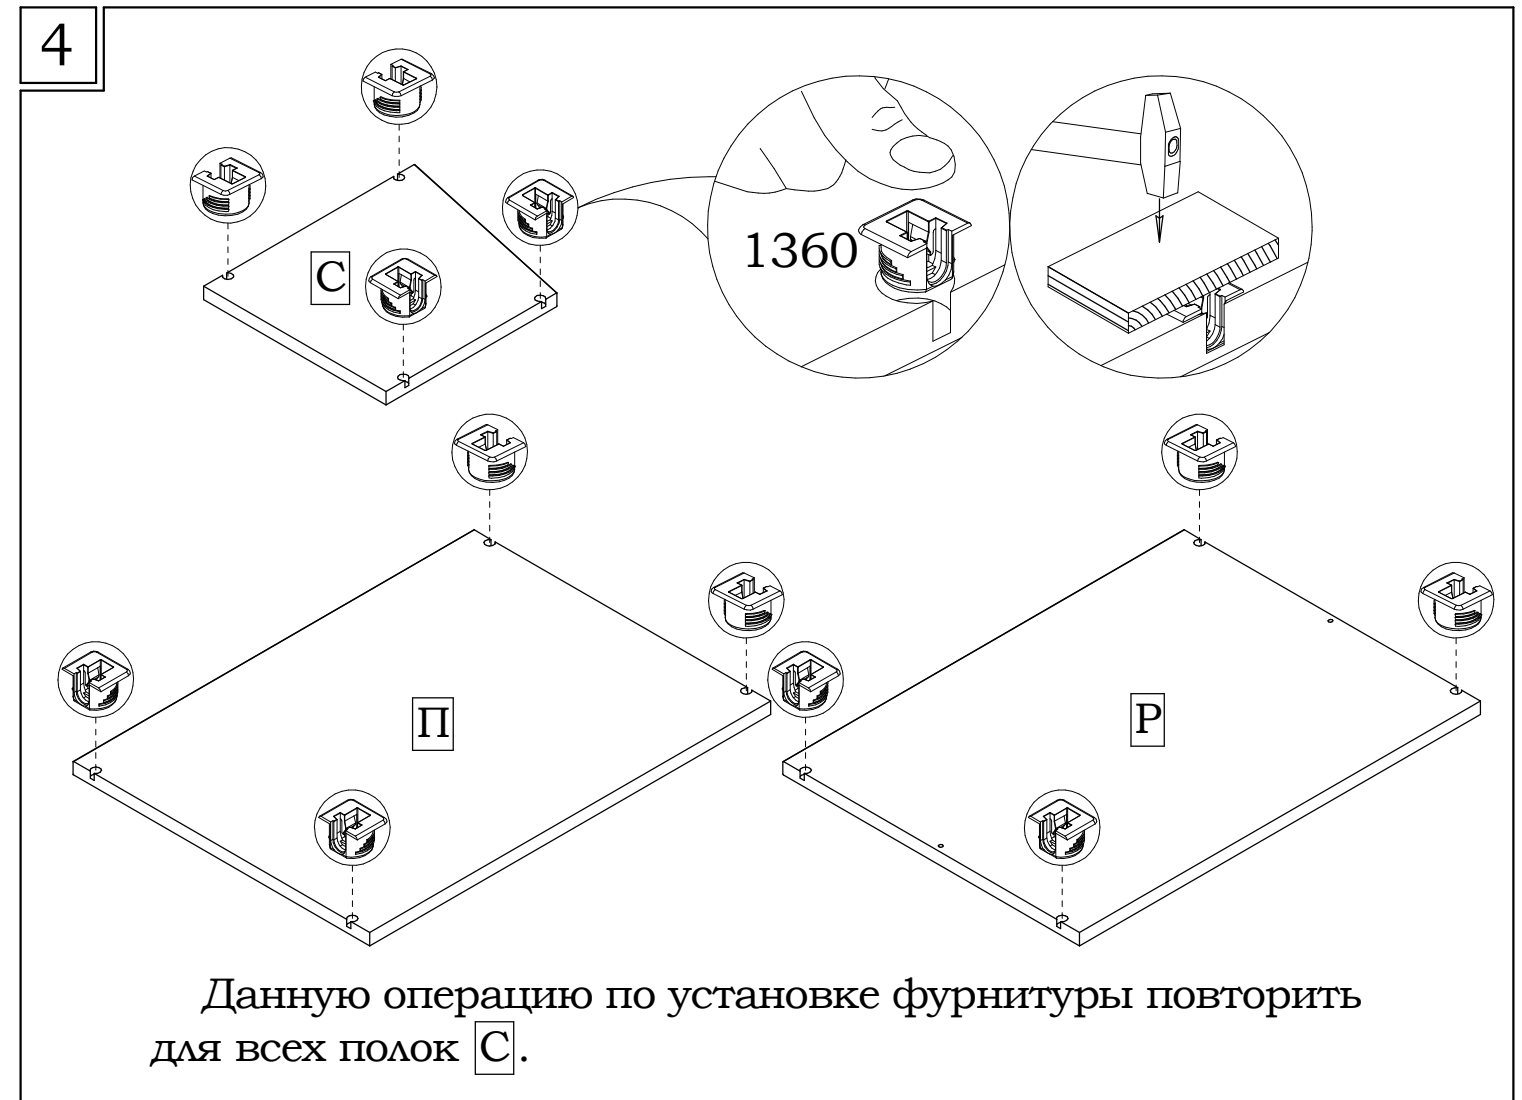 4
С
1360
П
Р
Данную операцию по установке фурнитуры повторить
для всех полок С.